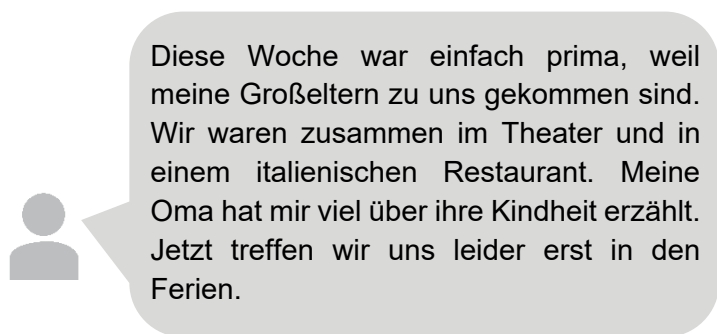 Diese Woche war einfach prima, weil
meine Großeltern zu uns gekommen sind.
Wir waren zusammen im Theater und in
einem italienischen Restaurant. Meine
Oma hat mir viel über ihre Kindheit erzählt.
Jetzt treffen wir uns leider erst in den
Ferien.